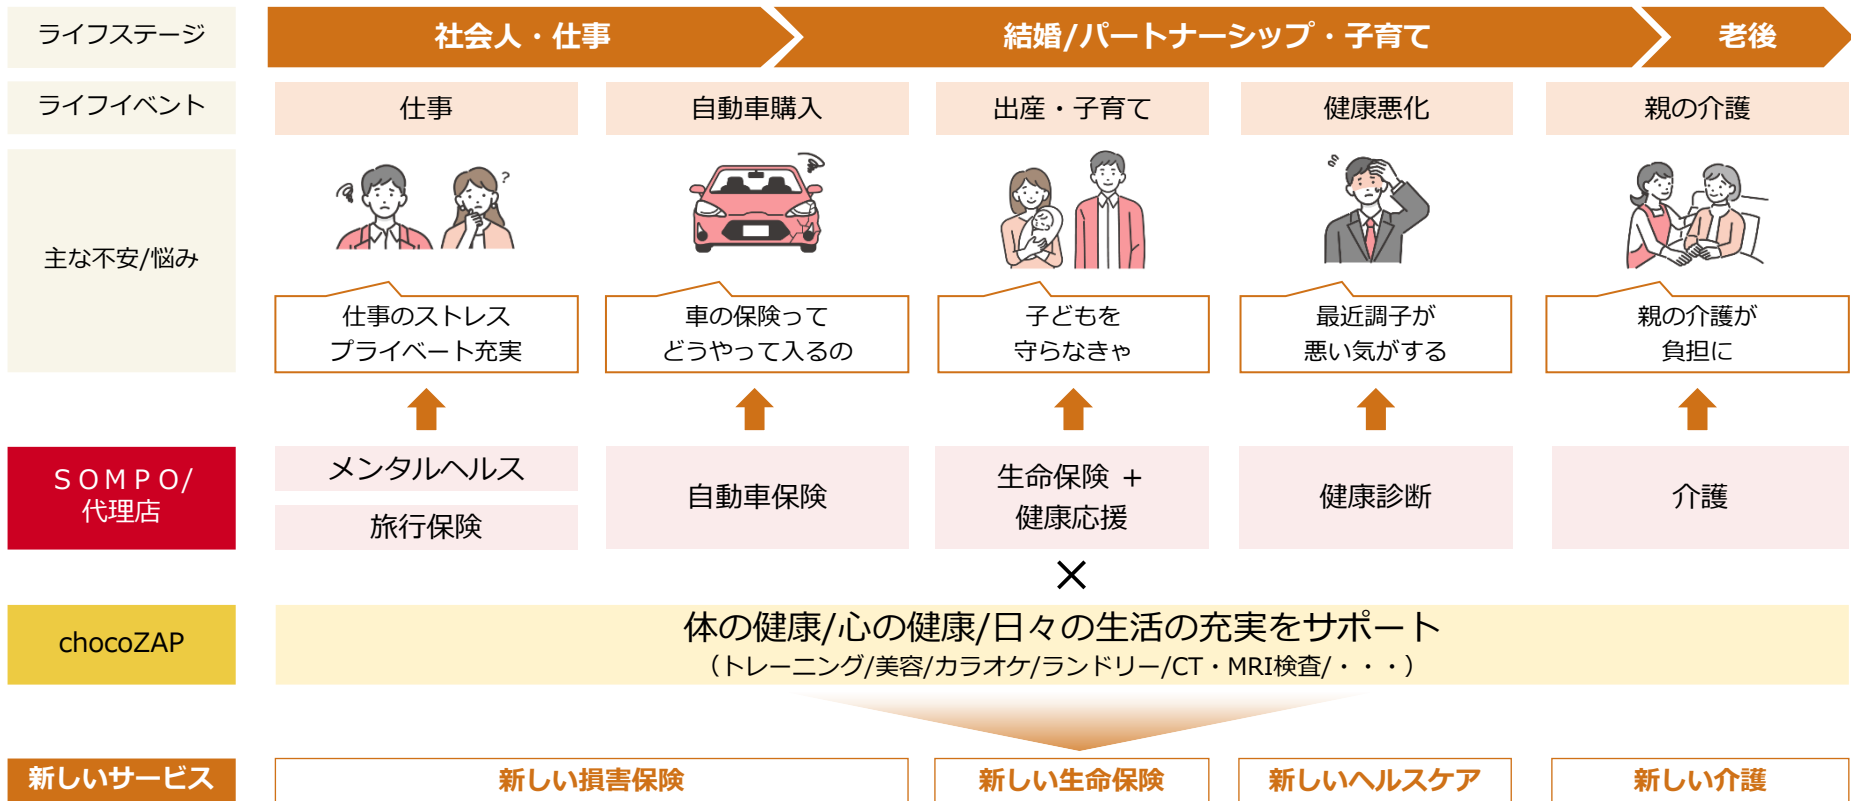 ライフステージ
社会人・仕事
結婚/パートナーシップ・子育て
老後
ライフイベント
仕事
自動車購入
出産・子育て
健康悪化
親の介護
主な不安/悩み
?
仕事のストレス
プライベート充実
車の保険って
どうやって入るの
子どもを
守らなきゃ
最近調子が
悪い気がする
親の介護が
負担に
ＳＯＭＰＯ/
代理店
メンタルヘルス
旅行保険
自動車保険
生命保険 +
健康応援
健康診断
介護
×
chocoZAP
体の健康/心の健康/日々の生活の充実をサポート
（トレーニング/美容/カラオケ/ランドリー/CT・MRI検査/・・・）
新しいサービス
新しい損害保険
新しい生命保険
新しいヘルスケア
新しい介護